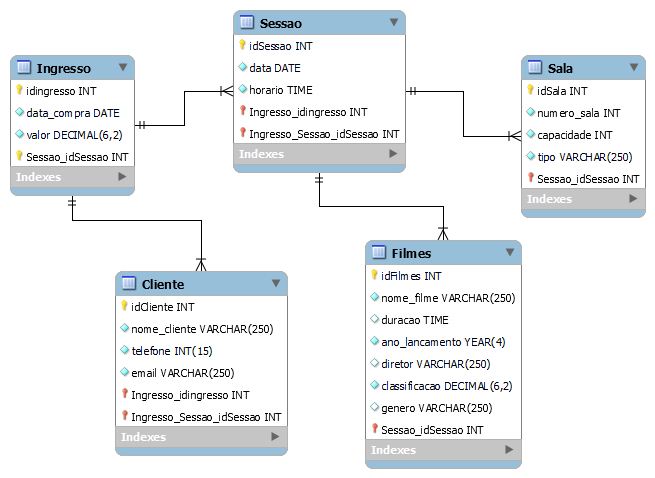 Ingresso
idingresso INT
data_compra DATE
valor DECIMAL(6,2)
Sessao_idSessao INT
Indexes
Sessao
idSessao INT
data DATE
horario TIME
Ingresso_idingresso INT
Ingresso_Sessao_idSessao INT
Indexes
Sala
idSala INT
numero_sala INT
capacidade INT
tipo VARCHAR(250)
Sessao_idSessao INT
Indexes
Cliente
idCliente INT
nome_cliente VARCHAR(250)
telefone INT(15)
email VARCHAR(250)
Ingresso_idingresso INT
Ingresso_Sessao_idSessao INT
Indexes
Filmes
idFilmes INT
nome_filme VARCHAR(250)
duracao TIME
ano_lancamento YEAR(4)
diretor VARCHAR(250)
classificacao DECIMAL(6,2)
genero VARCHAR(250)
Sessao_idSessao INT
Indexes